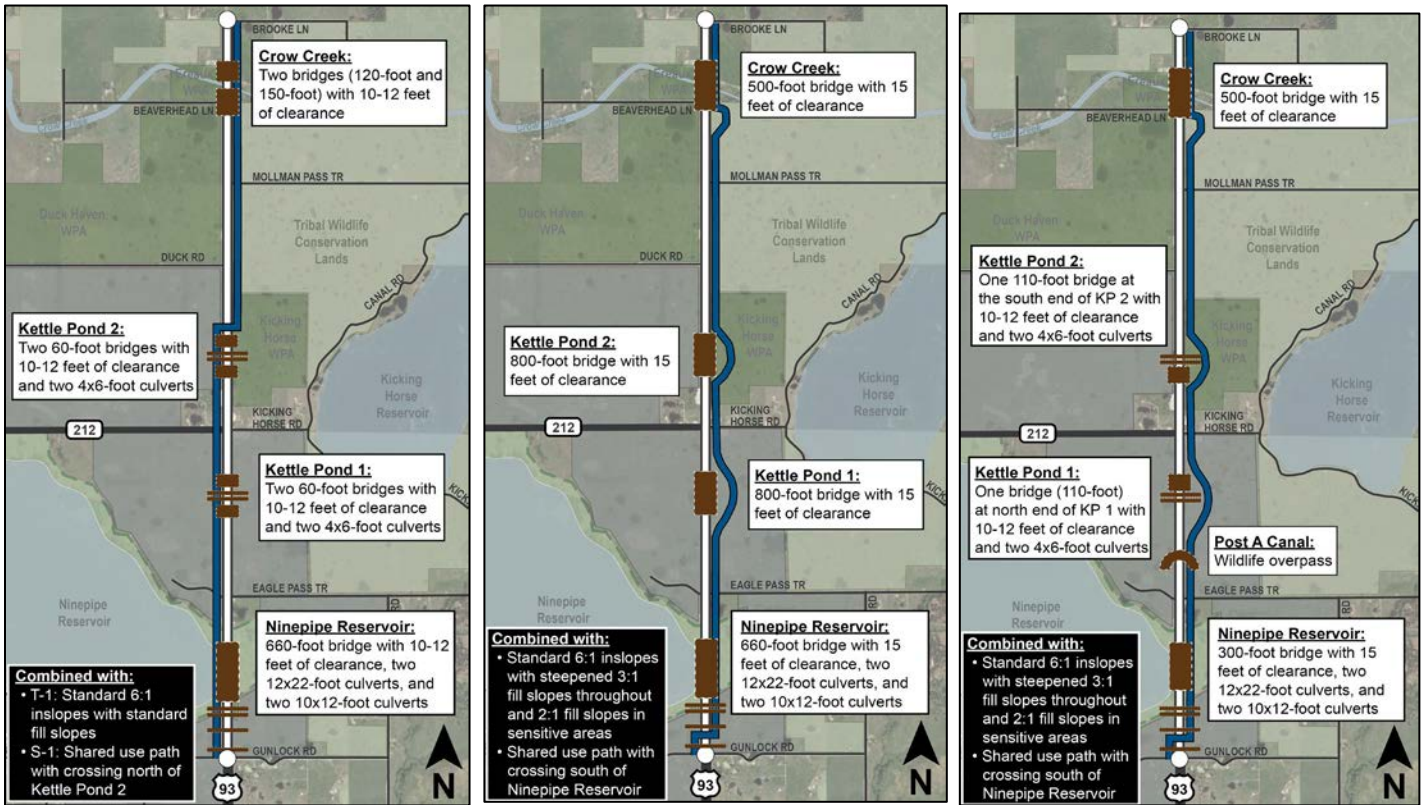 BROOKE LN
Crow Creek:
Two bridges (120-foot and
150-foot) with 10-12 feet
of clearance
WPA
BEAVERHEAD LN
Crow Creek
MOLLMAN PASS TR
Duck Haven
WPA
Tribal Wildlife
Conservation
Lands
DUCK RD
CANAL RD
Kettle Pond 2:
Two 60-foot bridges with
10-12 feet of clearance
and two 4x6-foot culverts
Kicking
Horse
WPA
Kicking
Horse
Reservoir
KICKING
HORSE RD
212
Kettle Pond 1:
Two 60-foot bridges with
10-12 feet of clearance
and two 4x6-foot culverts
EAGLE PASS TR
Ninepipe
Reservoir
Ninepipe Reservoir:
660-foot bridge with 10-12
feet of clearance, two
12x22-foot culverts, and
two 10x12-foot culverts
Combined with:
• T-1: Standard 6:1
inslopes with standard
fill slopes
• S-1: Shared use path
with crossing north of
Kettle Pond 2
GUNLOCK RD
93
N
BROOKE LN
Crow Creek:
500-foot bridge with 15
feet of clearance
WPA
BEAVERHEAD LN
Crow Creek
MOLLMAN PASS TR
Duck Haven
WPA
Tribal Wildlife
Conservation
Lands
DUCK RD
CANAL RD
Kettle Pond 2:
800-foot bridge with 15
feet of clearance
Kicking
Horse
WPA
Kicking
Horse
Reservoir
KICKING
HORSE RD
212
Kettle Pond 1:
800-foot bridge with 15
feet of clearance
KICK
EAGLE PASS TR
RD
Ninepipe
Reservoir
Ninepipe Reservoir:
660-foot bridge with 15
feet of clearance, two
12x22-foot culverts, and
two 10x12-foot culverts
Combined with:
• Standard 6:1 inslopes
with steepened 3:1
fill slopes throughout
and 2:1 fill slopes in
sensitive areas
• Shared use path with
crossing south of
Ninepipe Reservoir
GUNLOCK RD
93
N
BROOKE LN
Crow Creek:
500-foot bridge with 15
feet of clearance
WPA
BEAVERHEAD LN
Crow Creek
MOLLMAN PASS TR
Duck Haven
WPA
Tribal Wildlife
Conservation
Lands
Kettle Pond 2:
One 110-foot bridge at
the south end of KP 2 with
10-12 feet of clearance
and two 4x6-foot culverts
CANAL RD
Kicking
Horse
WPA
Kicking
Horse
Reservoir
KICKING
HORSE RD
212
Kettle Pond 1:
One bridge (110-foot)
at north end of KP 1 with
10-12 feet of clearance
and two 4x6-foot culverts
KICK
Post A Canal:
Wildlife overpass
EAGLE PASS TR
RD
Ninepipe
Reservoir
Ninepipe Reservoir:
300-foot bridge with 15
feet of clearance, two
12x22-foot culverts, and
two 10x12-foot culverts
Combined with:
• Standard 6:1 inslopes
with steepened 3:1
fill slopes throughout
and 2:1 fill slopes in
sensitive areas
• Shared use path with
crossing south of
Ninepipe Reservoir
GUNLOCK RD
93
N